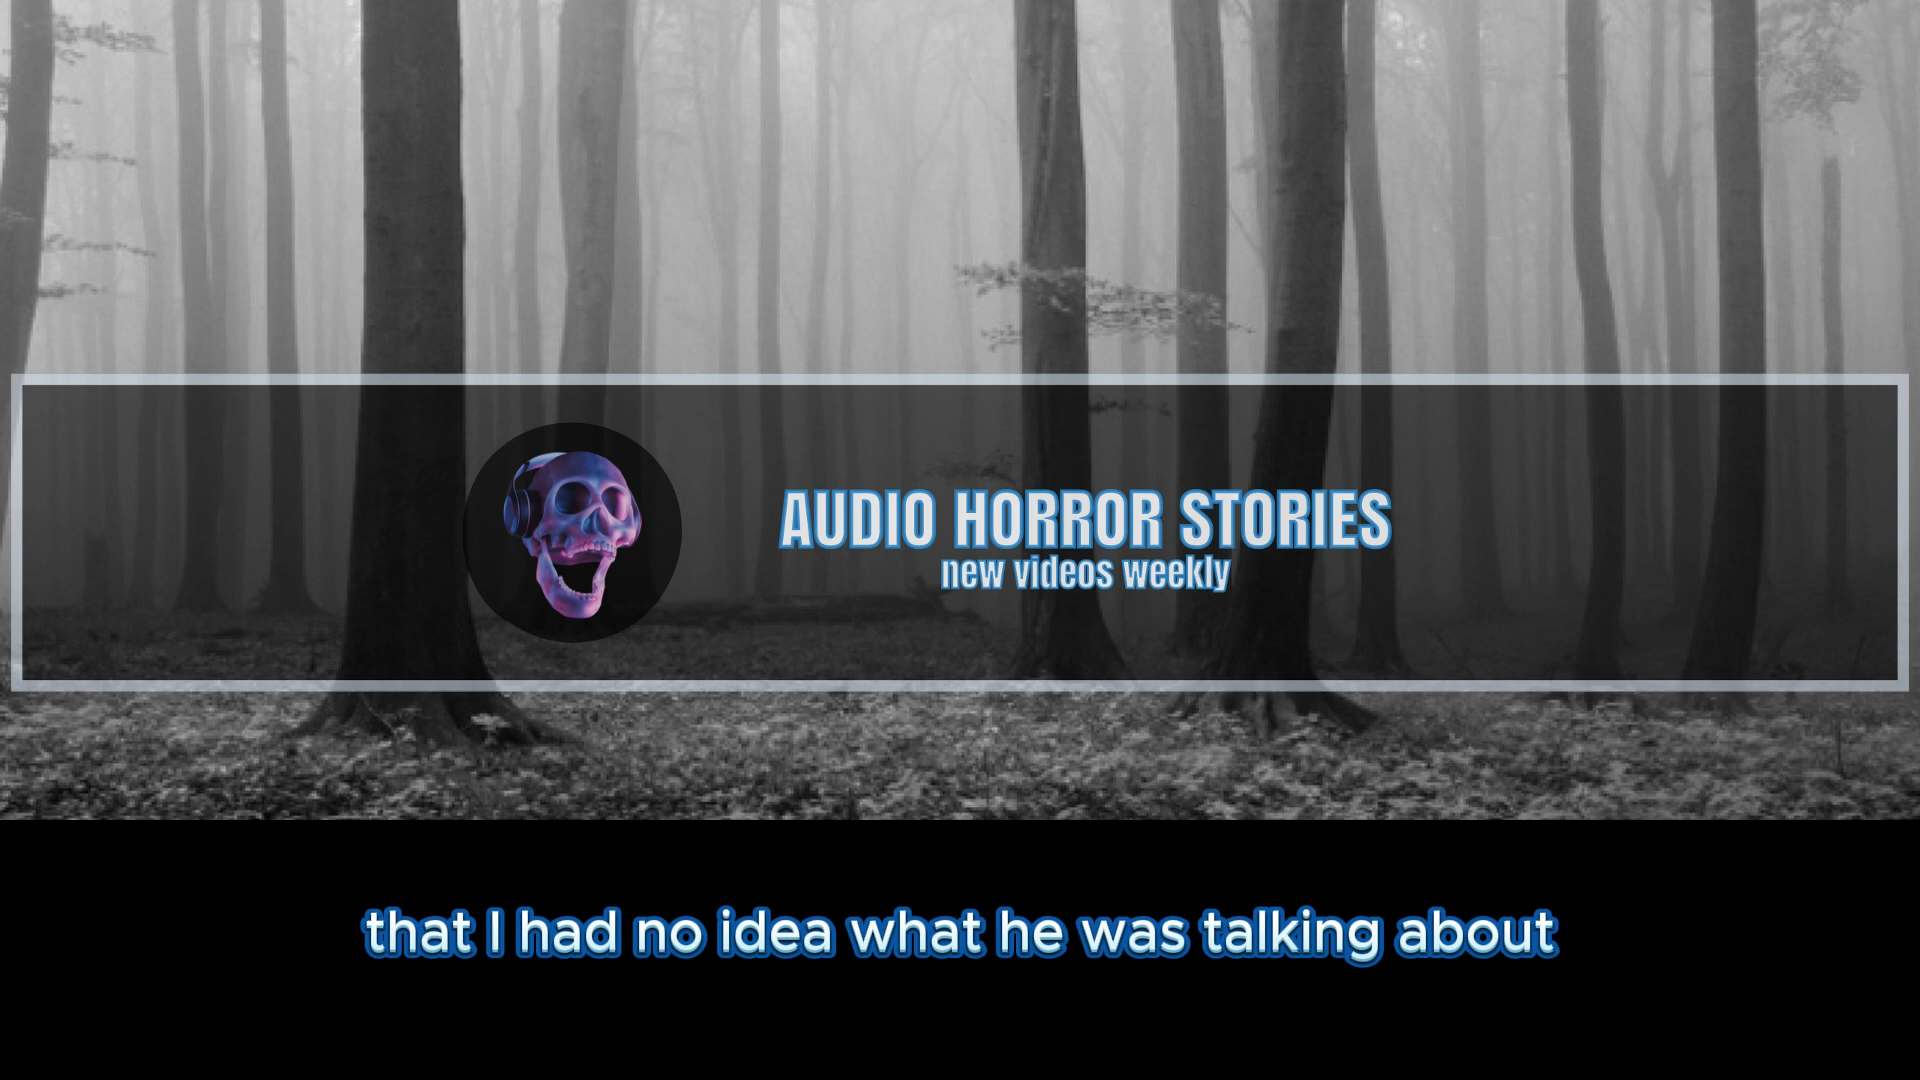 AUDIO HORROR STORIES
new videos weekly
that I had no idea what he was talking about